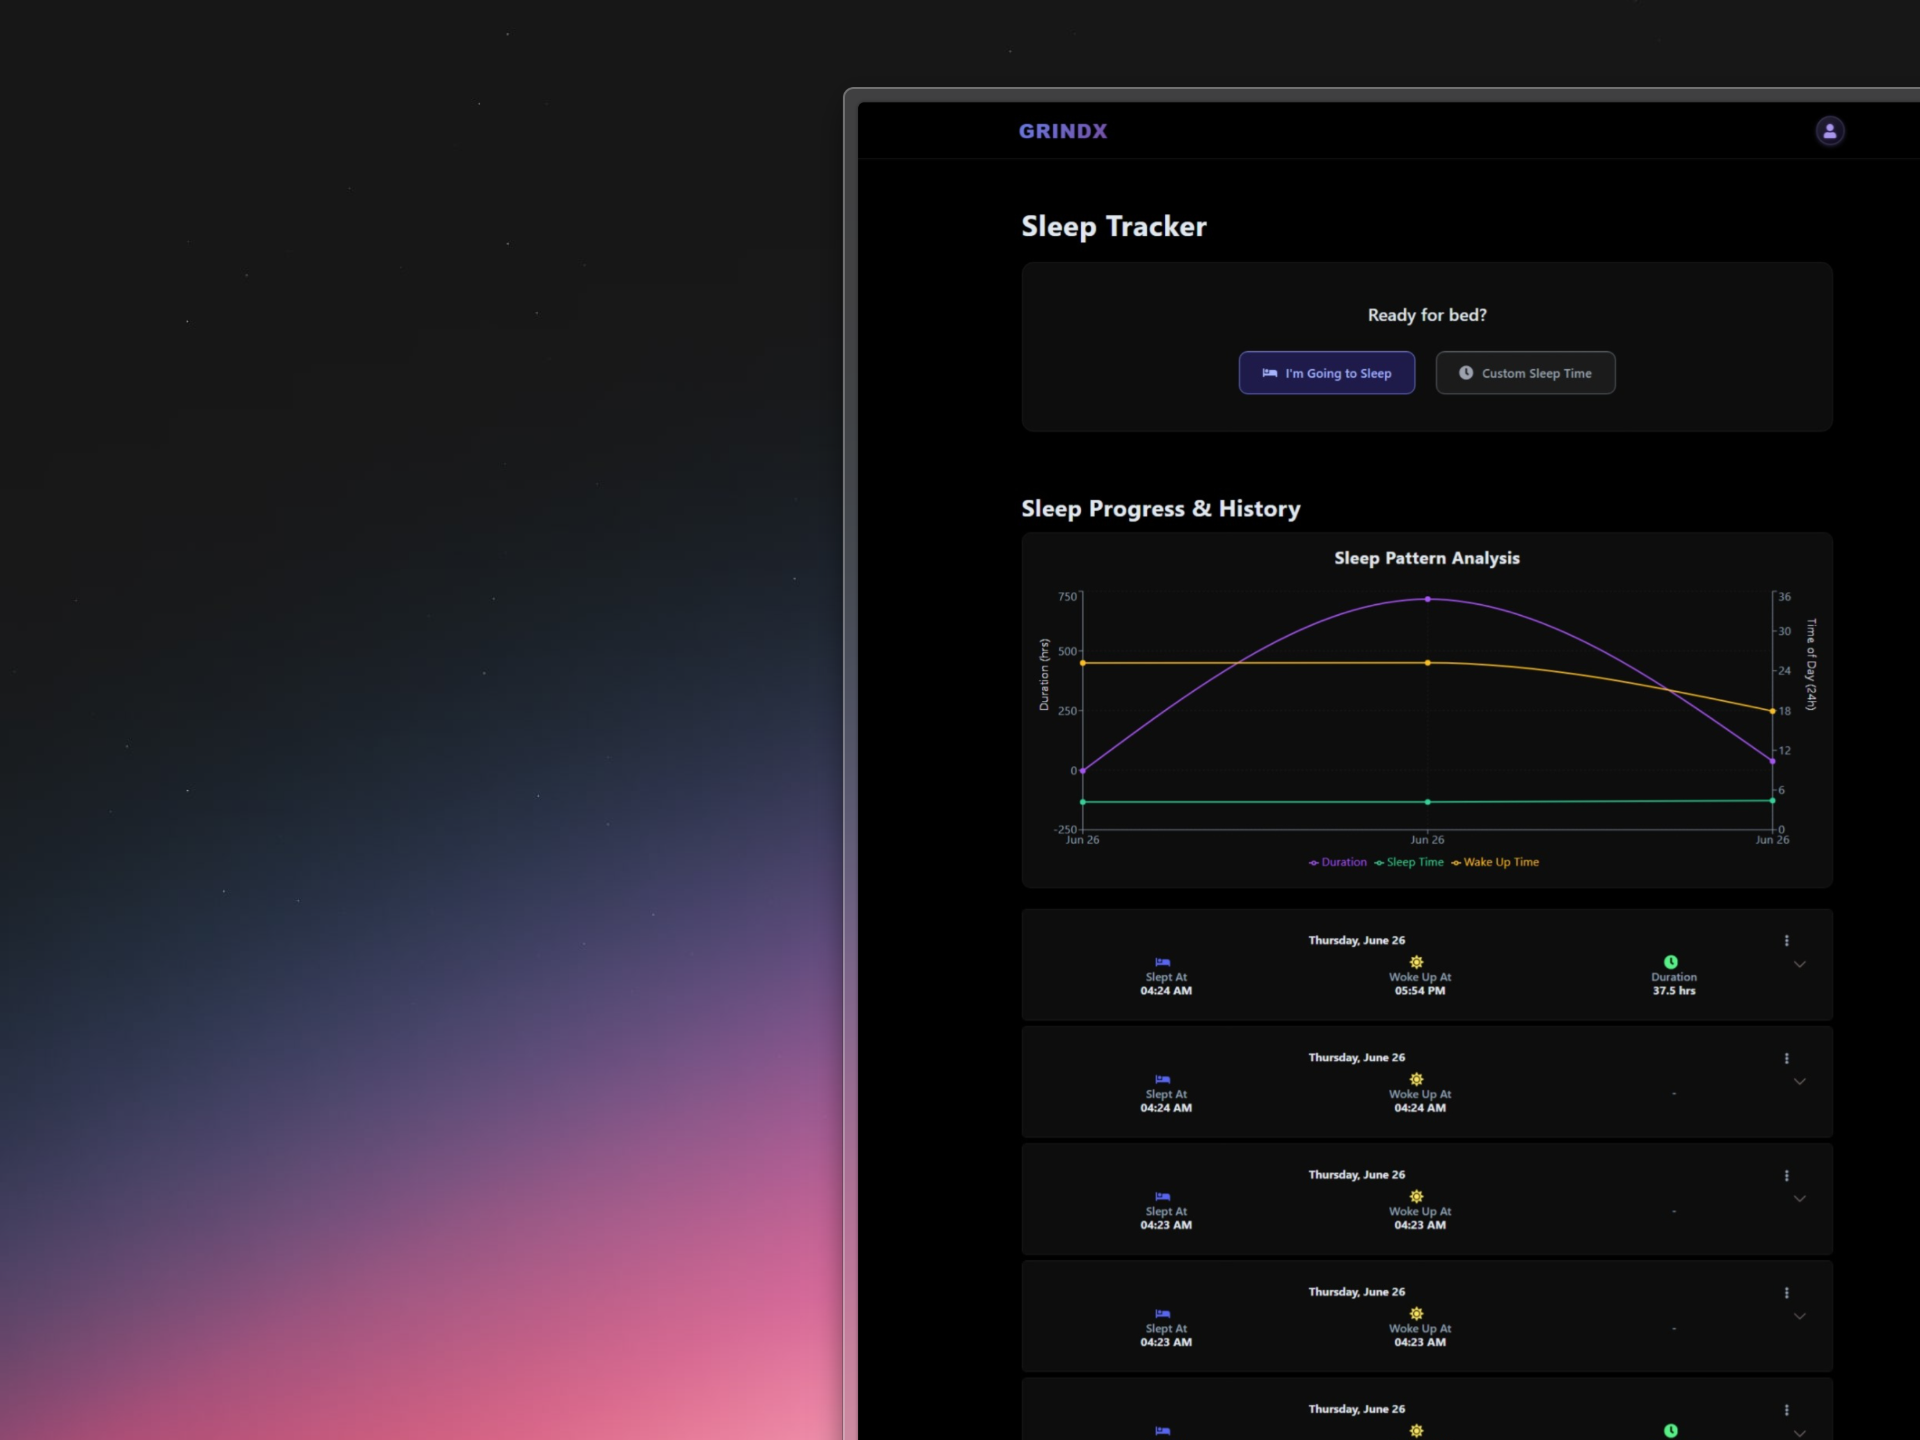 GRINDX
Sleep Tracker
Ready for bed?
I'm Going to Sleep
Custom Sleep Time
Sleep Progress & History
Sleep Pattern Analysis
750
500
250
0
-250
Duration (hrs)
36
30
24
18
12
6
0
Time of Day (24h)
Jun 26
Jun 26
Jun 26
Duration
Sleep Time
Wake Up Time
Thursday, June 26
Slept At
04:24 AM
Woke Up At
05:54 PM
Duration
37.5 hrs
Thursday, June 26
Slept At
04:24 AM
Woke Up At
04:24 AM
-
Thursday, June 26
Slept At
04:23 AM
Woke Up At
04:23 AM
-
Thursday, June 26
Slept At
04:23 AM
Woke Up At
04:23 AM
-
Thursday, June 26